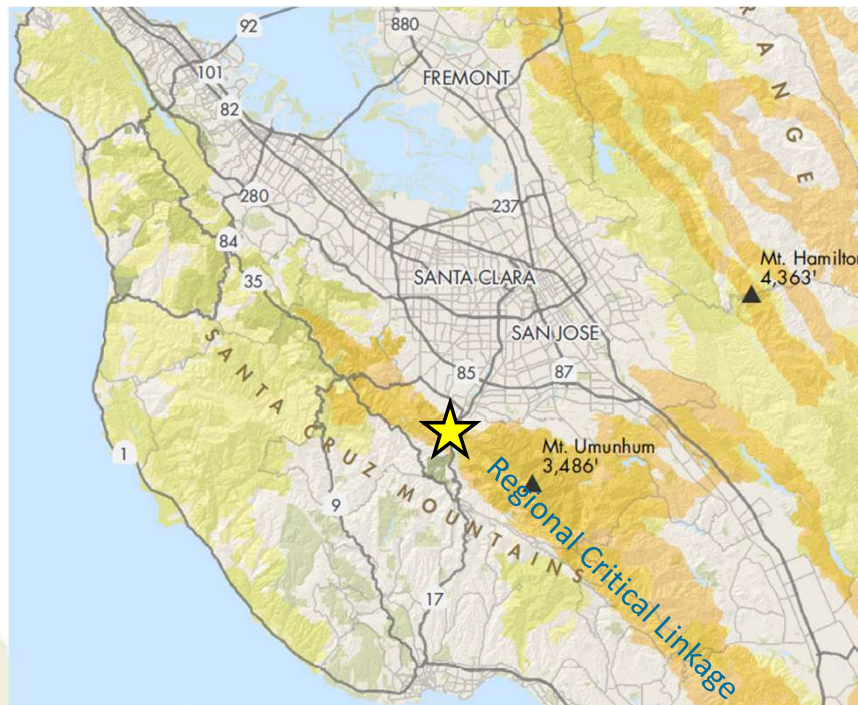 92
880
101
FREMONT
82
RANGE
280
237
84
Mt. Hamilton
4,363'
35
SANTA CLARA
SAN JOSE
85
87
SANTA CRUZ MOUNTAINS
1
Mt. Umunhum
3,486'
9
Regional Critical Linkage
17